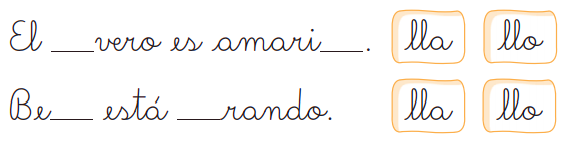 El ___vero es amari___. lla llo
Be___ está ___rando. lla llo